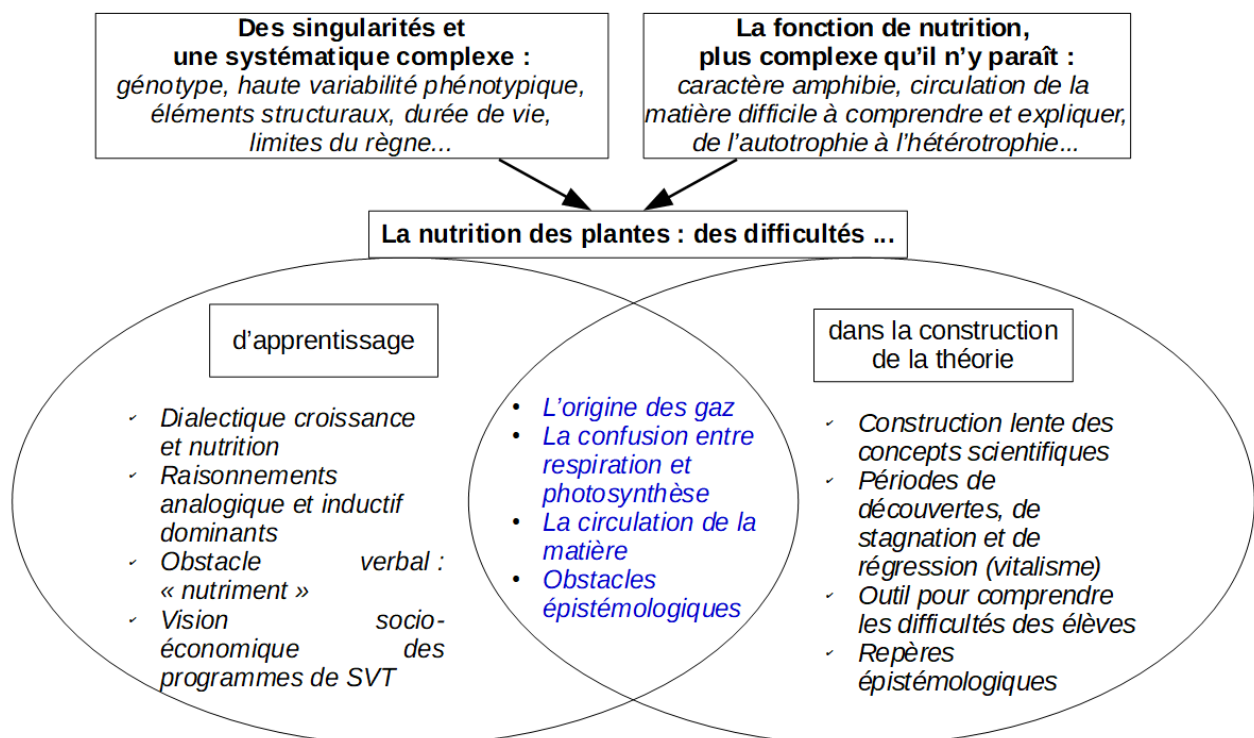 Des singularités et
une systématique complexe :
génotype, haute variabilité phénotypique,
éléments structuraux, durée de vie,
limites du règne...
La fonction de nutrition,
plus complexe qu'il n'y paraît :
caractère amphibie, circulation de la
matière difficile à comprendre et expliquer,
de l'autotrophie à l'hétérotrophie...
La nutrition des plantes : des difficultés ...
d'apprentissage
✓ Dialectique croissance
et nutrition
✓ Raisonnements
analogique et inductif
dominants
✓ Obstacle verbal :
« nutriment »
✓ Vision socio-
économique des
programmes de SVT
• L'origine des gaz
• La confusion entre
respiration et
photosynthèse
• La circulation de la
matière
• Obstacles
épistémologiques
dans la construction
de la théorie
✓ Construction lente des
concepts scientifiques
✓ Périodes de
découvertes, de
stagnation et de
régression (vitalisme)
✓ Outil pour comprendre
les difficultés des élèves
✓ Repères
épistémologiques